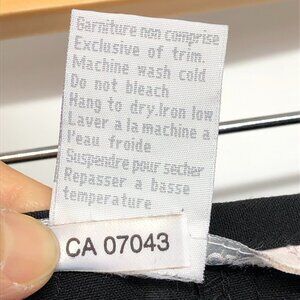 Garniture non comprise
Exclusive of trim.
Machine wash cold
Do not bleach
Hang to dry.Iron low
Laver a la machine a
l'eau froide
Suspendre pour secher
Repasser a basse
temperature
CA 07043